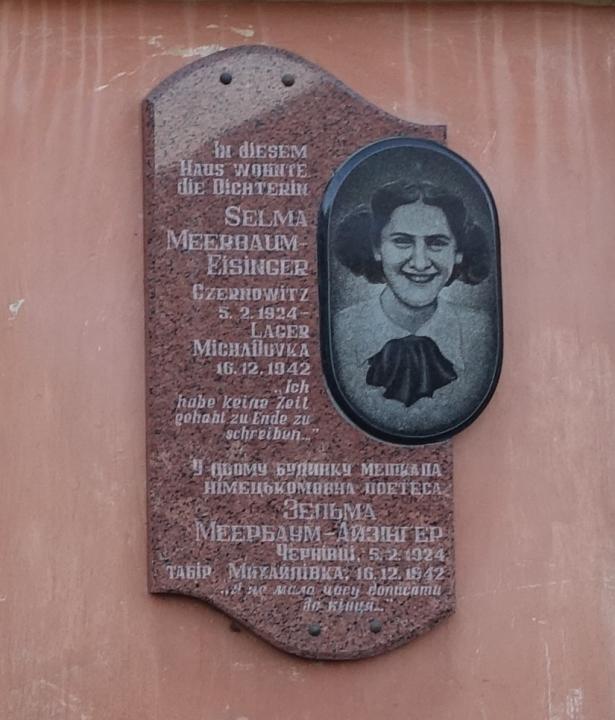 In diesem
Haus wohnte
die Dichterin
Selma
Meerbaum-
Eisinger
Czernowitz
5.2.1924-
Lager
Michailovka
16.12.1942
„Ich
habe keine Zeit
gehabt zu Ende zu
schreiben..."
У цьому будинку мешкала
німецькомовна поетеса
Зельма
Меербаум-Айзінгер
Чернівці, 5.2.1924
табір Михайлівка, 16.12.1942
„Я не мала часу дописати
до кінця...